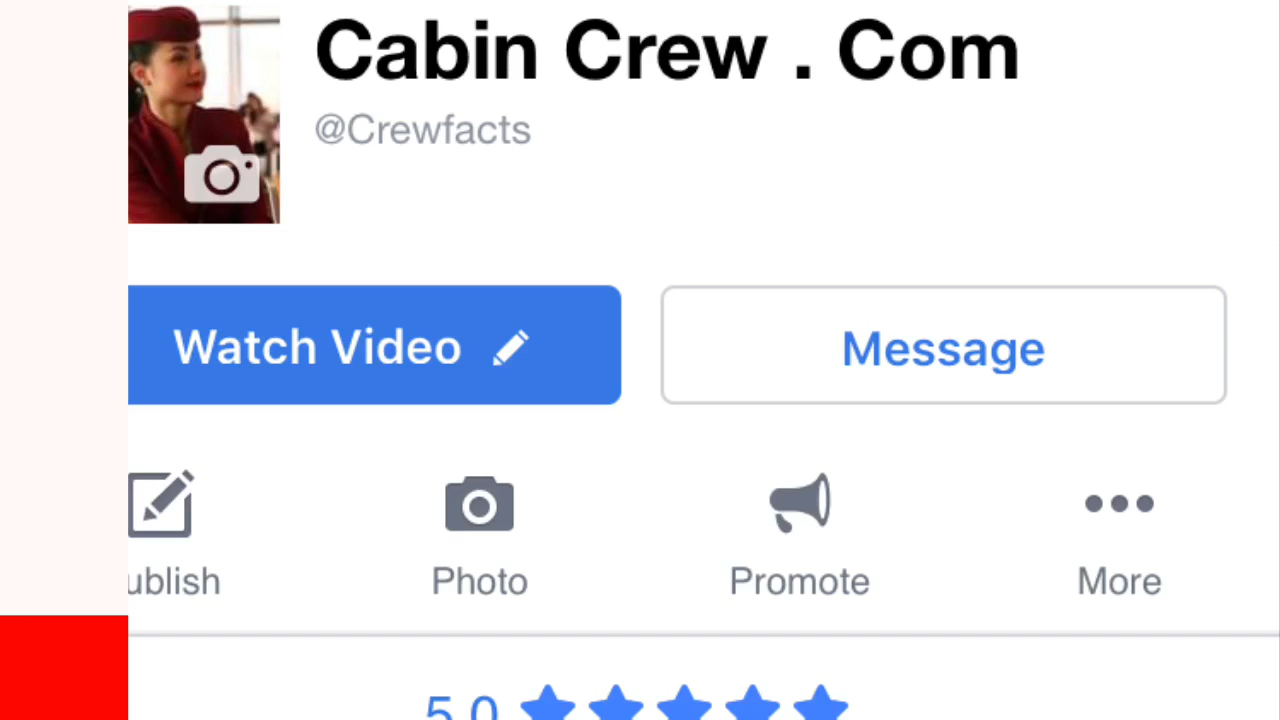 Cabin Crew . Com
@Crewfacts
Watch Video
Message
ublish
Photo
Promote
More
5.0